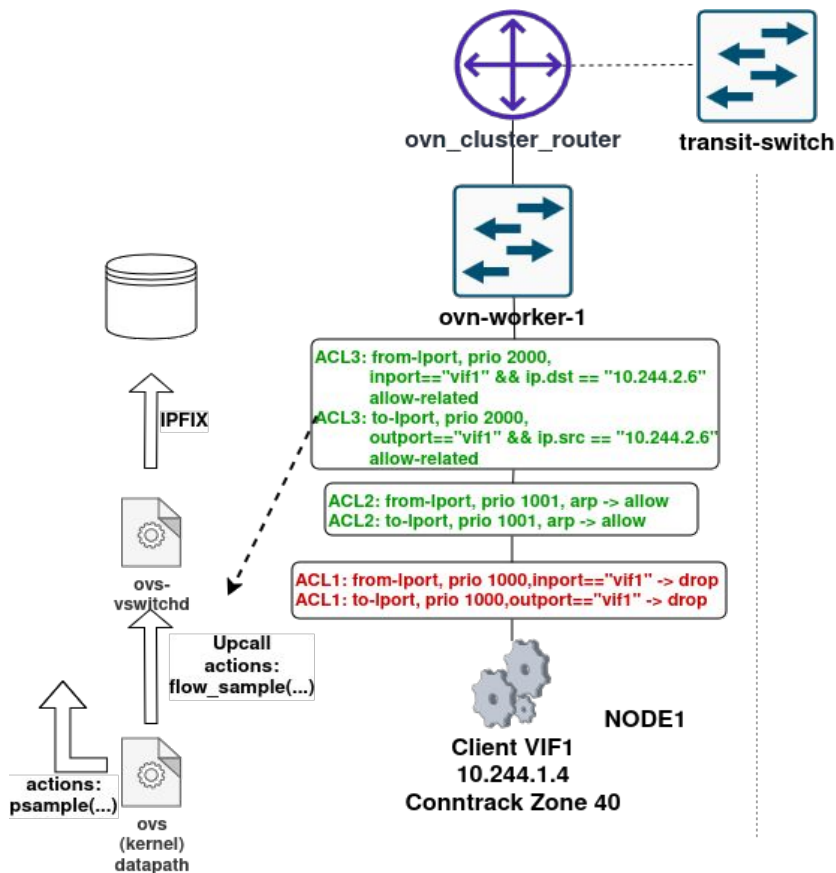 ovn_cluster_router
transit-switch
ovn-worker-1
ACL3: from-lport, prio 2000,
inport=="vif1" && ip.dst == "10.244.2.6"
allow-related
ACL3: to-lport, prio 2000,
outport=="vif1" && ip.src == "10.244.2.6"
allow-related
ACL2: from-lport, prio 1001, arp -> allow
ACL2: to-lport, prio 1001, arp -> allow
ACL1: from-lport, prio 1000,inport=="vif1" -> drop
ACL1: to-lport, prio 1000,outport=="vif1" -> drop
NODE1
Client VIF1
10.244.1.4
Conntrack Zone 40
IPFIX
ovs-
vswitchd
Upcall
actions:
flow_sample(...)
actions:
psample(...)
ovs
(kernel)
datapath